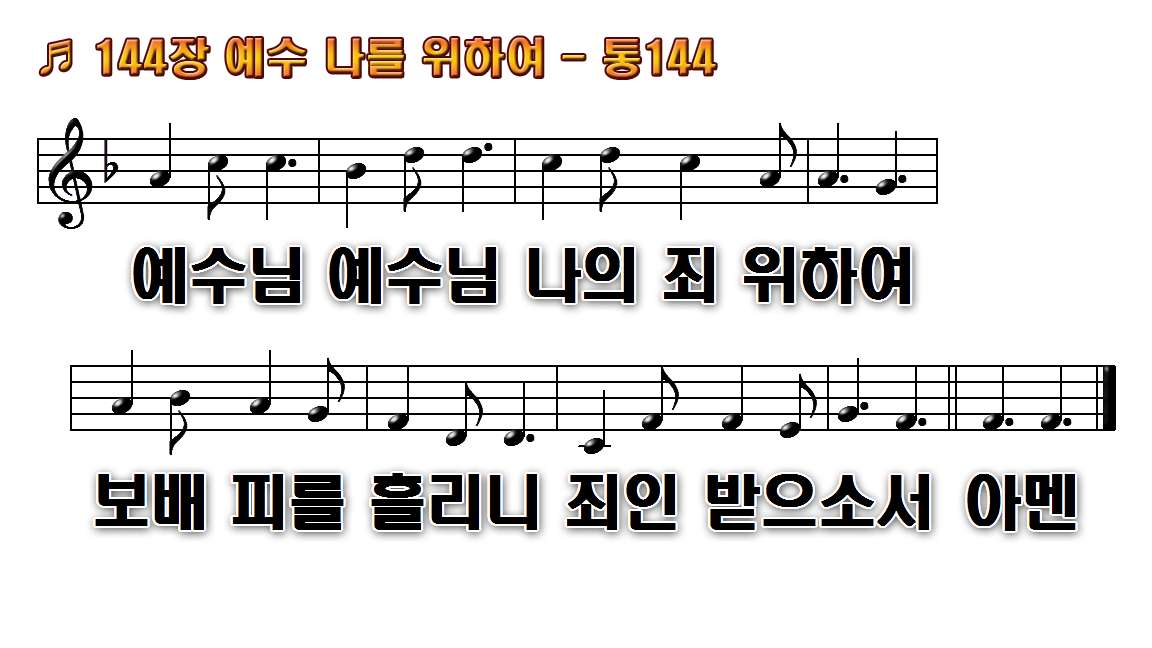 144장 예수 나를 위하여 - 통144
예수님 예수님 나의 죄 위하여
보배 피를 흘리니 죄인 받으소서 아멘